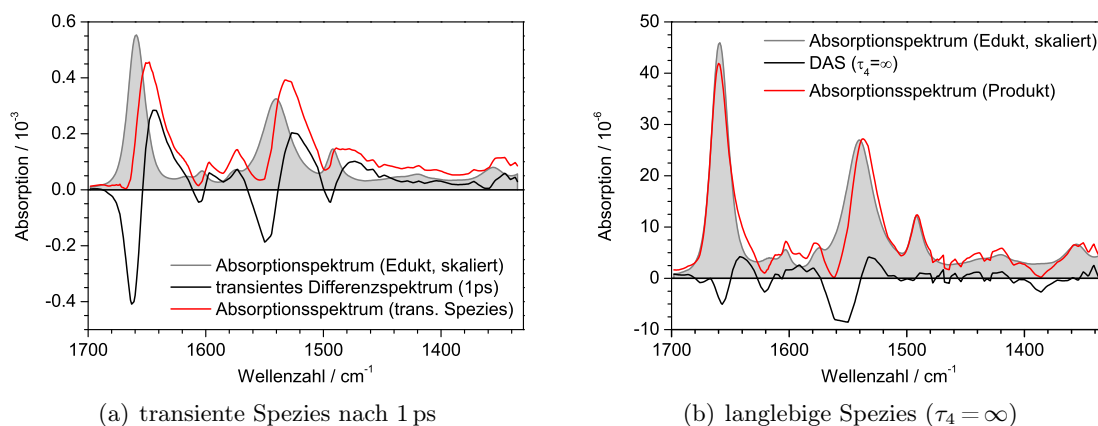 0.6
0.4
0.2
0.0
-0.2
-0.4
Absorption / 10⁻³
Absorptionspektrum (Edukt, skaliert)
transientes Differenzspektrum (1ps)
Absorptionsspektrum (trans. Spezies)
1700
1600
1500
1400
Wellenzahl / cm⁻¹
(a) transiente Spezies nach 1 ps
50
40
30
20
10
0
-10
Absorption / 10⁻⁶
Absorptionspektrum (Edukt, skaliert)
DAS (τ₄=∞)
Absorptionsspektrum (Produkt)
1700
1600
1500
1400
Wellenzahl / cm⁻¹
(b) langlebige Spezies (τ₄ = ∞)